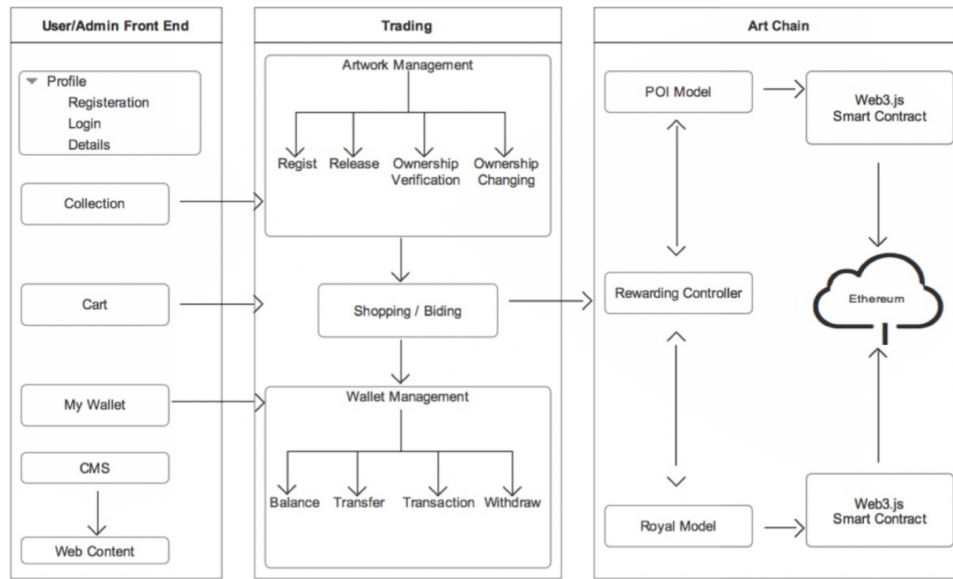 User/Admin Front End
Profile
Registeration
Login
Details
Collection
Cart
My Wallet
CMS
Web Content
Trading
Artwork Management
Regist
Release
Ownership
Verification
Ownership
Changing
Shopping / Biding
Wallet Management
Balance
Transfer
Transaction
Withdraw
Art Chain
POI Model
Web3.js
Smart Contract
Rewarding Controller
Ethereum
Royal Model
Web3.js
Smart Contract